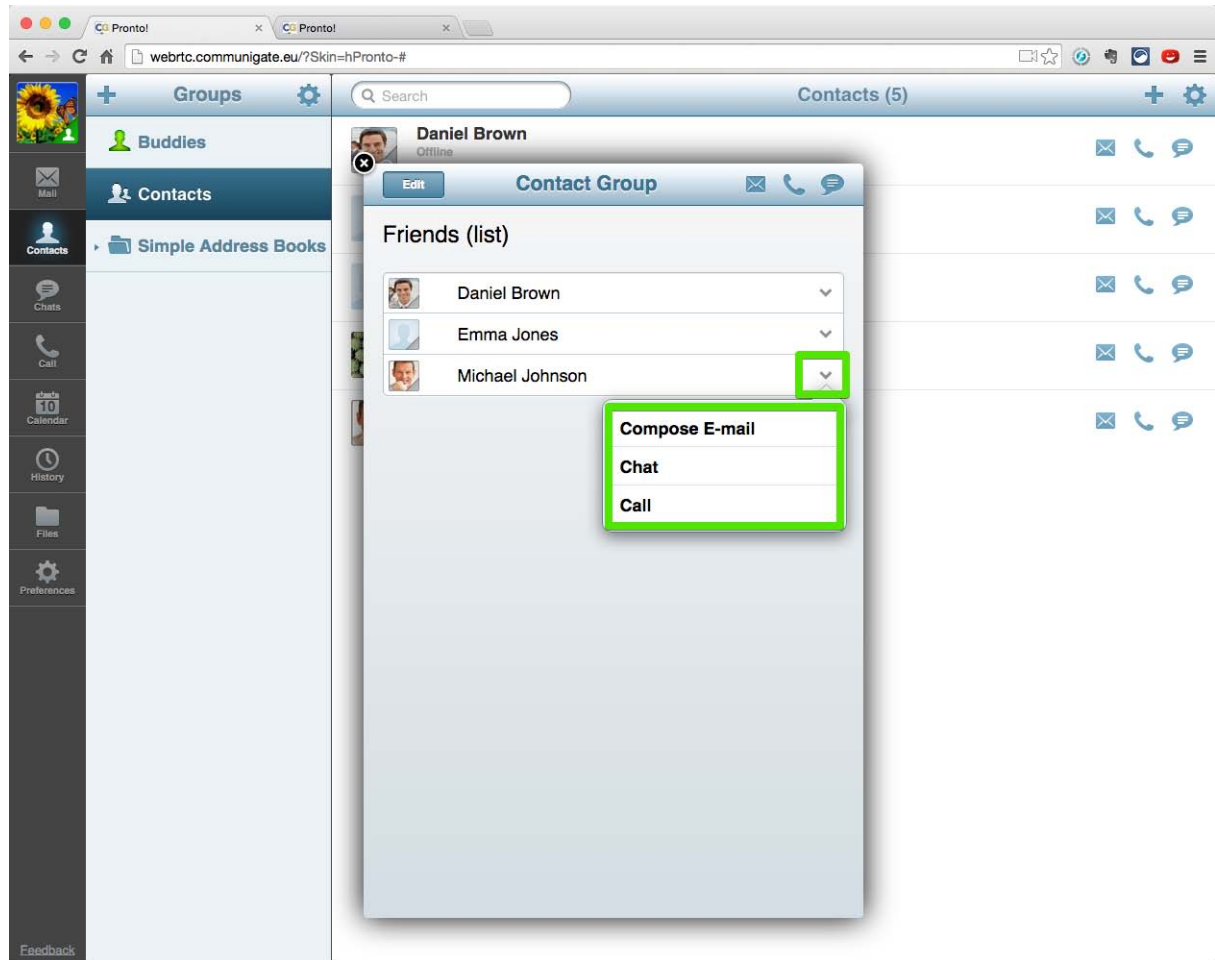 CG Pronto!
CG Pronto!
webrtc.communigate.eu/?Skin=hPronto-#
Groups
Search
Contacts (5)
Buddies
Contacts
Simple Address Books
Mail
Contacts
Chats
Call
10
Calendar
History
Files
Preferences
Feedback
Daniel Brown
Offline
Edit
Contact Group
Friends (list)
Daniel Brown
Emma Jones
Michael Johnson
Compose E-mail
Chat
Call